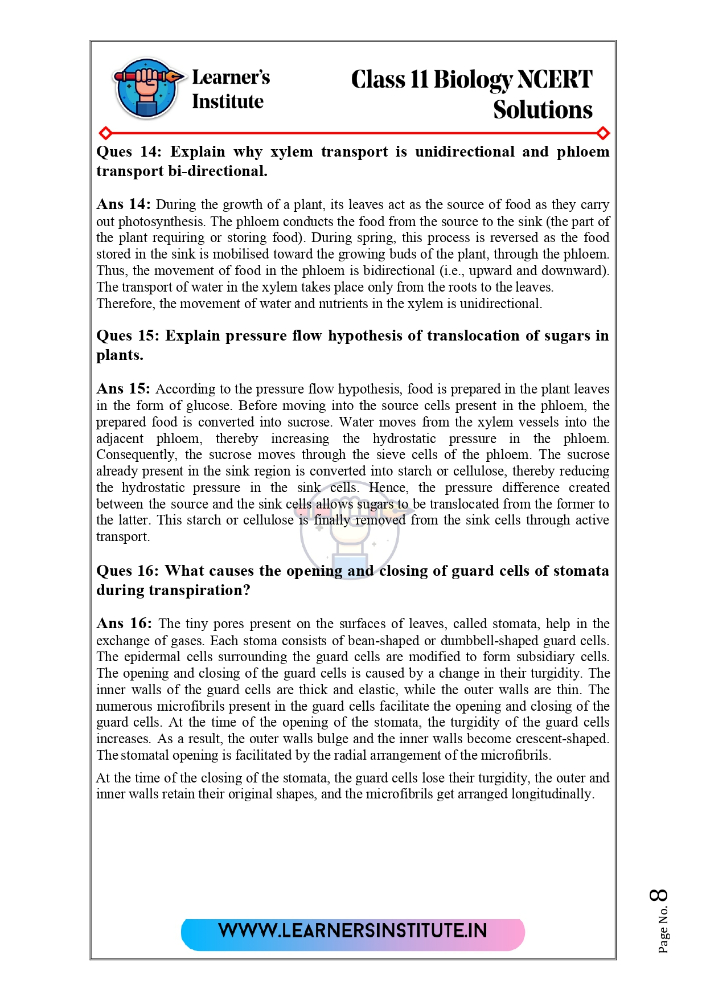 Learner's
Institute
Class 11 Biology NCERT
Solutions
Ques 14: Explain why xylem transport is unidirectional and phloem
transport bi-directional.
Ans 14: During the growth of a plant, its leaves act as the source of food as they carry
out photosynthesis. The phloem conducts the food from the source to the sink (the part of
the plant requiring or storing food). During spring, this process is reversed as the food
stored in the sink is mobilised toward the growing buds of the plant, through the phloem.
Thus, the movement of food in the phloem is bidirectional (i.e., upward and downward).
The transport of water in the xylem takes place only from the roots to the leaves.
Therefore, the movement of water and nutrients in the xylem is unidirectional.
Ques 15: Explain pressure flow hypothesis of translocation of sugars in
plants.
Ans 15: According to the pressure flow hypothesis, food is prepared in the plant leaves
in the form of glucose. Before moving into the source cells present in the phloem, the
prepared food is converted into sucrose. Water moves from the xylem vessels into the
adjacent phloem, thereby increasing the hydrostatic pressure in the phloem.
Consequently, the sucrose moves through the sieve cells of the phloem. The sucrose
already present in the sink region is converted into starch or cellulose, thereby reducing
the hydrostatic pressure in the sink cells. Hence, the pressure difference created
between the source and the sink cells allows sugars to be translocated from the former to
the latter. This starch or cellulose is finally removed from the sink cells through active
transport.
Ques 16: What causes the opening and closing of guard cells of stomata
during transpiration?
Ans 16: The tiny pores present on the surfaces of leaves, called stomata, help in the
exchange of gases. Each stoma consists of bean-shaped or dumbbell-shaped guard cells.
The epidermal cells surrounding the guard cells are modified to form subsidiary cells.
The opening and closing of the guard cells is caused by a change in their turgidity. The
inner walls of the guard cells are thick and elastic, while the outer walls are thin. The
numerous microfibrils present in the guard cells facilitate the opening and closing of the
guard cells. At the time of the opening of the stomata, the turgidity of the guard cells
increases. As a result, the outer walls bulge and the inner walls become crescent-shaped.
The stomatal opening is facilitated by the radial arrangement of the microfibrils.
At the time of the closing of the stomata, the guard cells lose their turgidity, the outer and
inner walls retain their original shapes, and the microfibrils get arranged longitudinally.
WWW.LEARNERSINSTITUTE.IN
Page No. 8